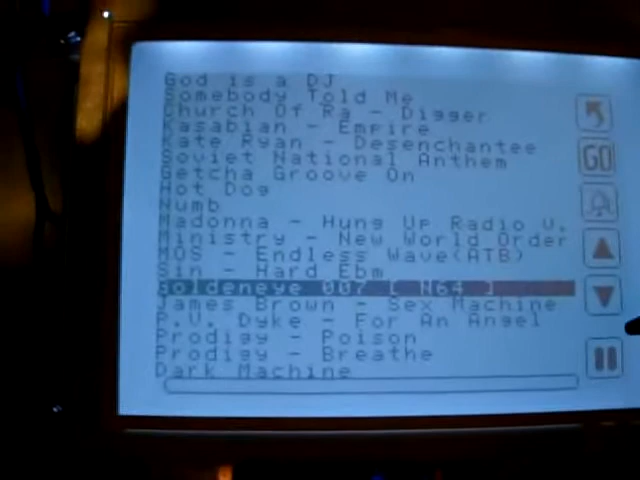 God is a DJ
Somebody Told Me
Church Of Ra - Digger
Kasabian - Empire
Kate Ryan - Desenchantee
Soviet National Anthem
Getcha Groove On
Hot Dog
Numb
Madonna - Hung Up Radio v.
Ministry - New World Order
MOS - Endless Wave(ATB)
Sin - Hard Ebm
Goldeneye 007 [ N64 ]
James Brown - Sex Machine
P.V. Dyke - For An Angel
Prodigy - Poison
Prodigy - Breathe
Dark Machine
GO